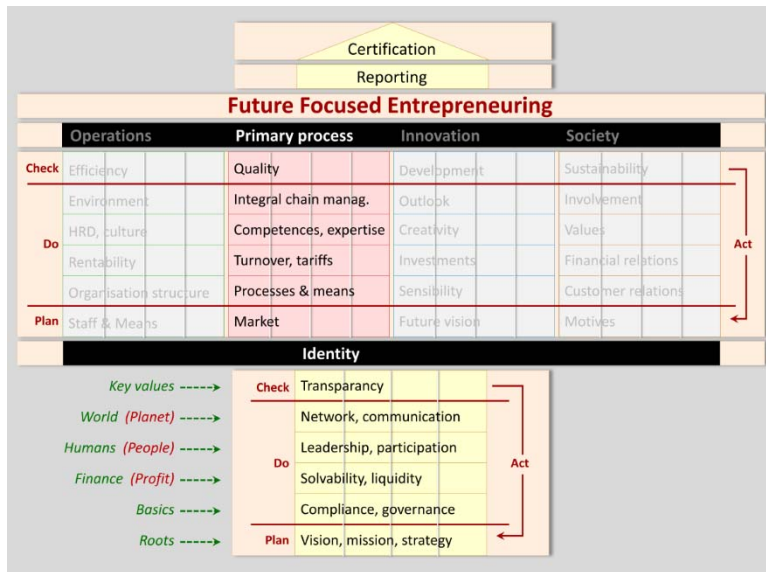 Certification
Reporting
Future Focused Entrepreneuring
Operations Primary process Innovation Society
Check Efficiency Quality Development Sustainability
Environment Integral chain manag. Outlook Involvement
Do HRD, culture Competences, expertise Creativity Values Act
Rentability Turnover, tariffs Investments Financial relations
Organisation structure Processes & means Sensibility Customer relations
Plan Staff & Means Market Future vision Motives
Identity
Key values Check Transparancy
World (Planet) Network, communication
Humans (People) Leadership, participation
Finance (Profit) Do Solvability, liquidity Act
Basics Compliance, governance
Roots Plan Vision, mission, strategy